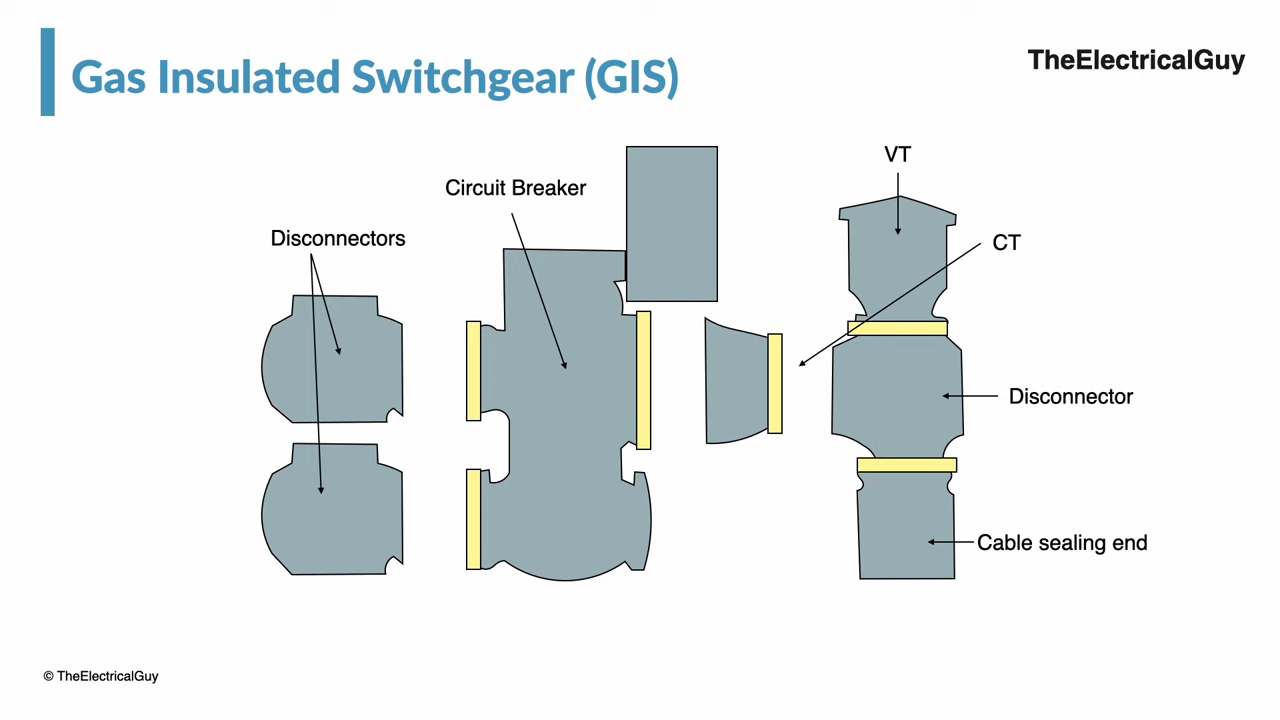 Gas Insulated Switchgear (GIS)
TheElectricalGuy
VT
Circuit Breaker
Disconnectors
CT
Disconnector
Cable sealing end
© TheElectricalGuy